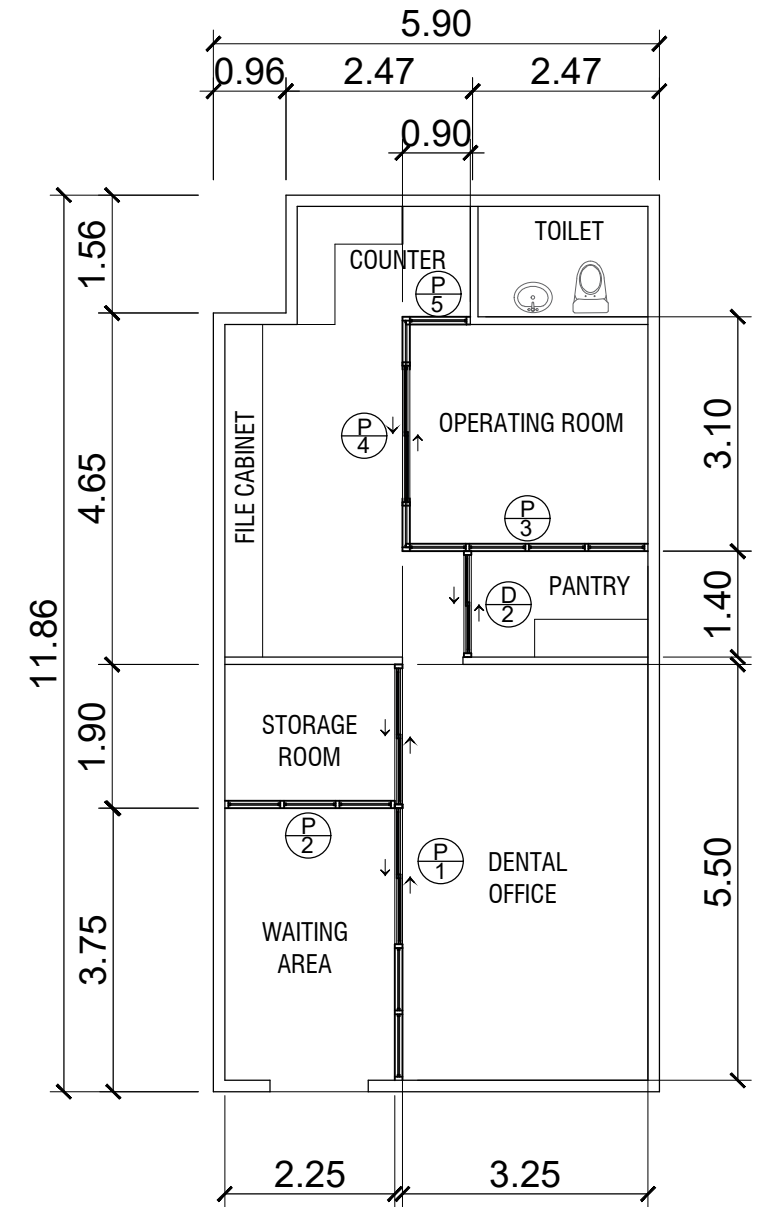 5.90
0.96
2.47
2.47
0.90
1.56
TOILET
COUNTER
P
5
FILE CABINET
P
4
OPERATING ROOM
3.10
4.65
P
3
D
2
PANTRY
1.40
11.86
1.90
STORAGE
ROOM
P
2
P
1
DENTAL
OFFICE
5.50
3.75
WAITING
AREA
2.25
3.25